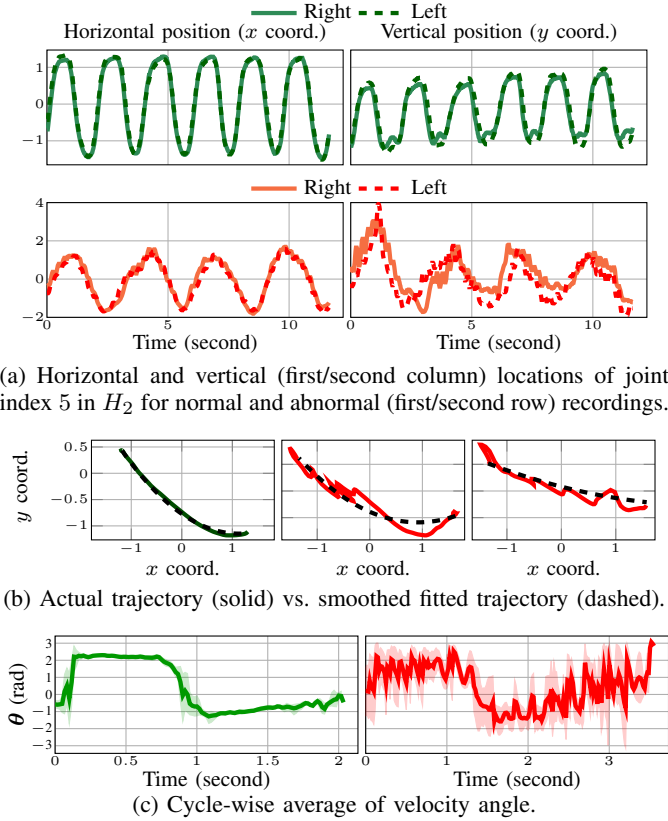 Right Left
Horizontal position (x coord.) Vertical position (y coord.)
1
0
−1
Right Left
4
2
0
−2
0 5 10 5 10
Time (second) Time (second)
(a) Horizontal and vertical (first/second column) locations of joint
index 5 in H2 for normal and abnormal (first/second row) recordings.
y coord.
0.5
0
−0.5
−1
−1 0 1 −1 0 1 −1 0 1
x coord. x coord. x coord.
(b) Actual trajectory (solid) vs. smoothed fitted trajectory (dashed).
θ (rad)
3
2
1
0
−1
−2
−3
0 0.5 1 1.5 2 0 1 2 3
Time (second) Time (second)
(c) Cycle-wise average of velocity angle.